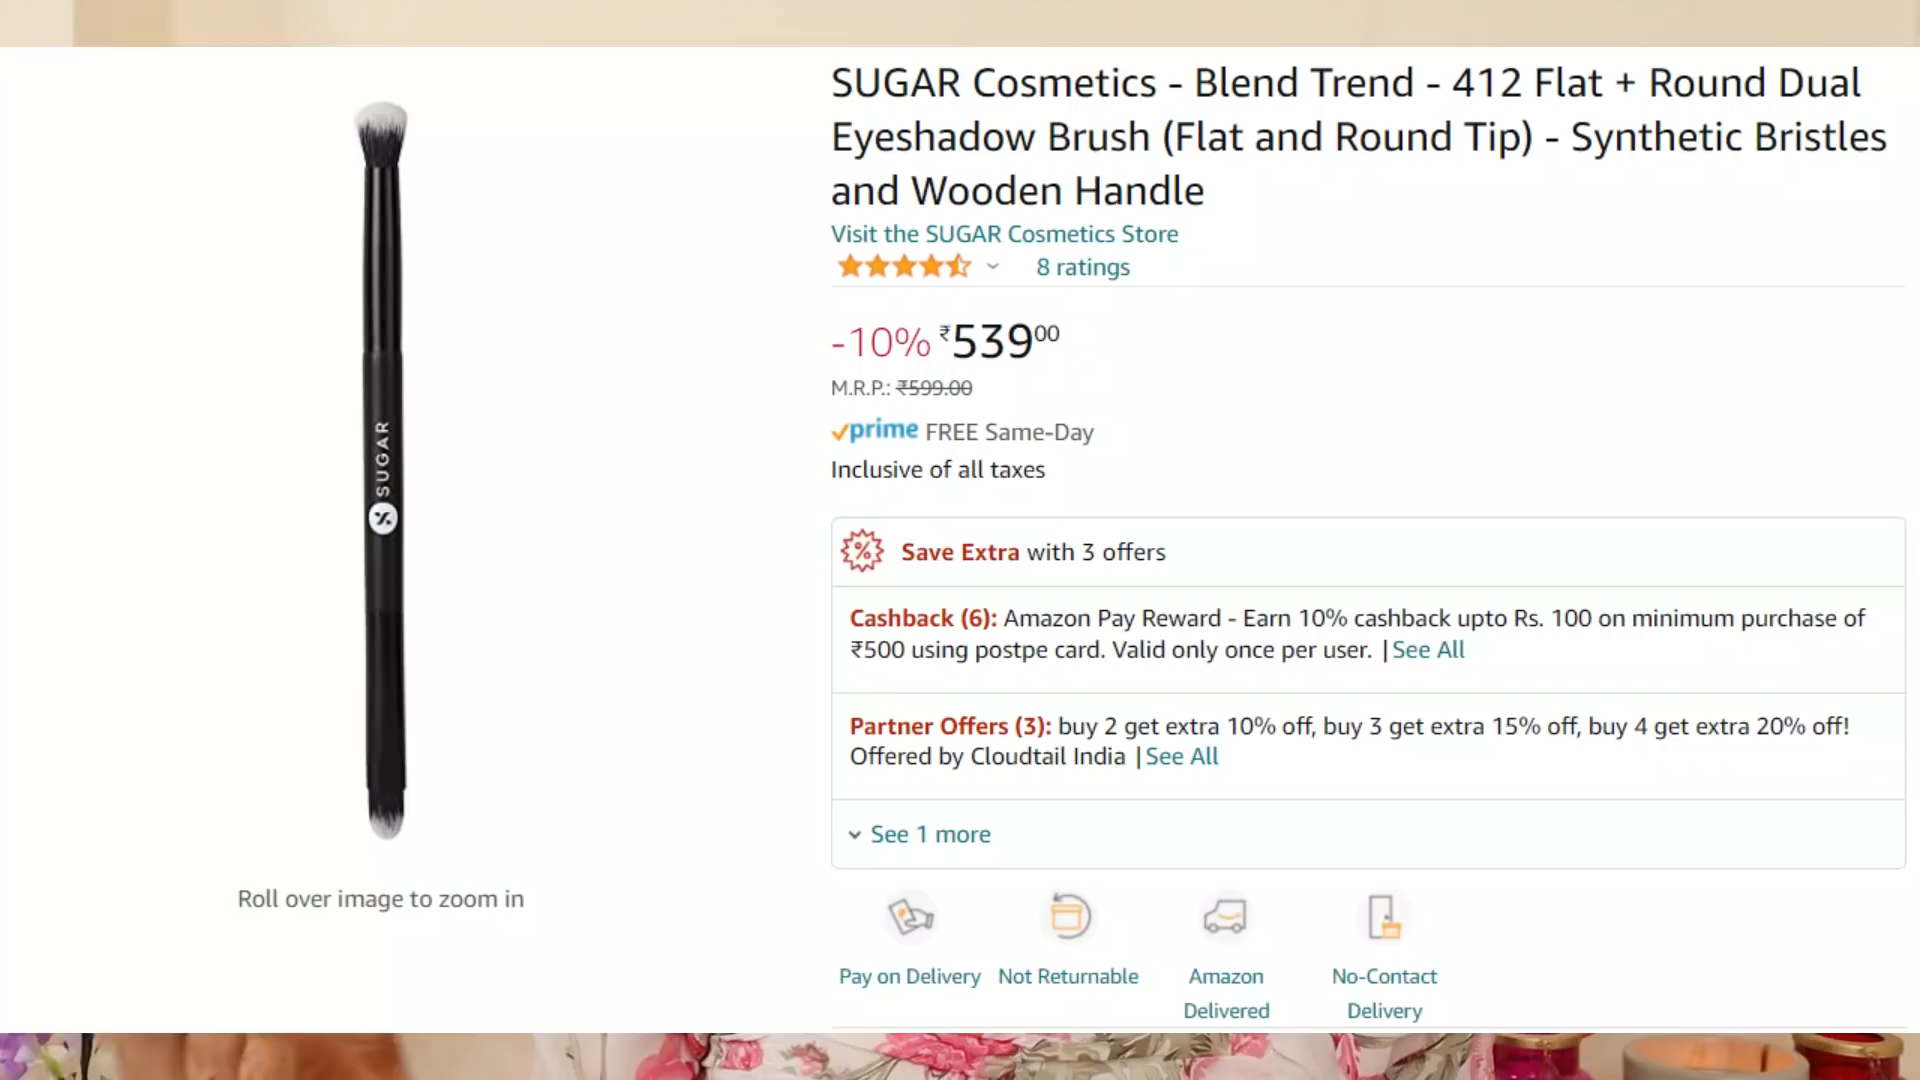 SUGAR Cosmetics - Blend Trend - 412 Flat + Round Dual
Eyeshadow Brush (Flat and Round Tip) - Synthetic Bristles
and Wooden Handle
Visit the SUGAR Cosmetics Store
8 ratings
-10% ₹53900
M.R.P.: ₹599.00
prime FREE Same-Day
Inclusive of all taxes
Save Extra with 3 offers
Cashback (6): Amazon Pay Reward - Earn 10% cashback upto Rs. 100 on minimum purchase of
₹500 using postpe card. Valid only once per user. | See All
Partner Offers (3): buy 2 get extra 10% off, buy 3 get extra 15% off, buy 4 get extra 20% off!
Offered by Cloudtail India | See All
See 1 more
Pay on Delivery
Not Returnable
Amazon
Delivered
No-Contact
Delivery
SUGAR
Roll over image to zoom in